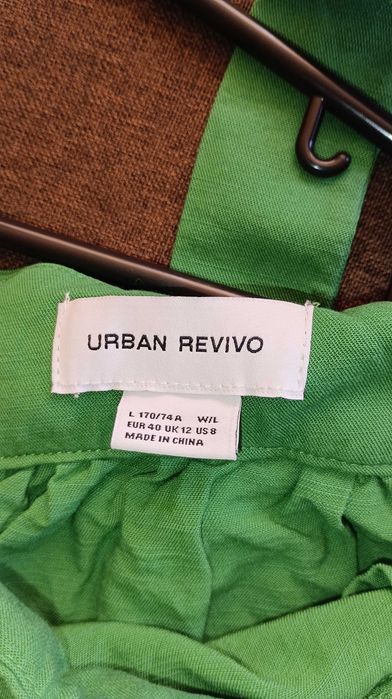 URBAN REVIVO
L 170/74A W/L
EUR 40 UK 12 US 8
MADE IN CHINA